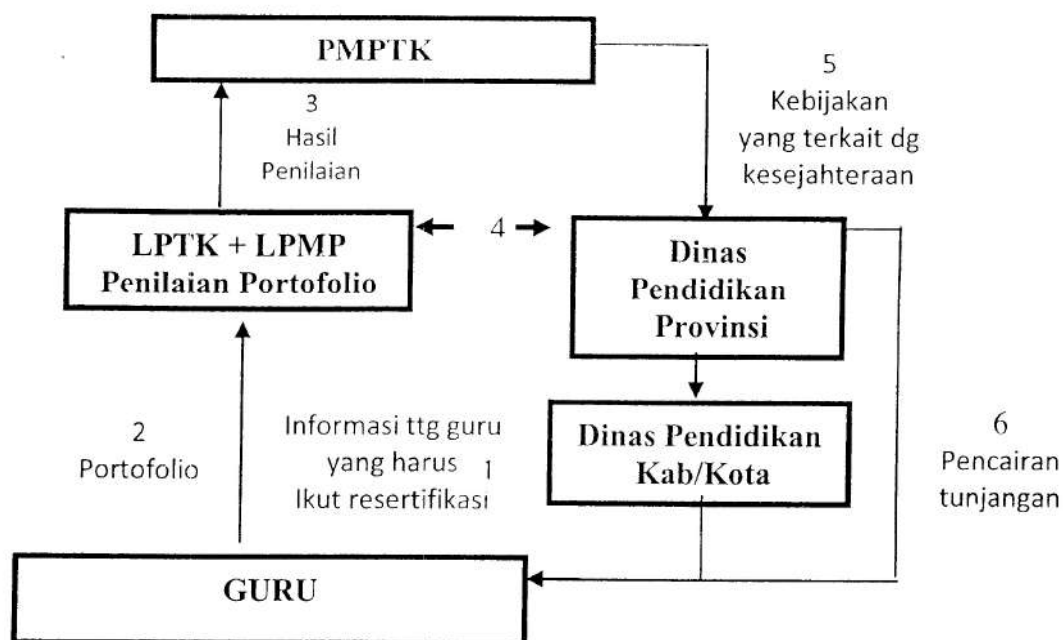 PMPTK
3
Hasil
Penilaian
5
Kebijakan
yang terkait dg
kesejahteraan
LPTK + LPMP
Penilaian Portofolio
4
Dinas
Pendidikan
Provinsi
2
Portofolio
Informasi ttg guru
yang harus 1
Ikut resertifikasi
Dinas Pendidikan
Kab/Kota
6
Pencairan
tunjangan
GURU